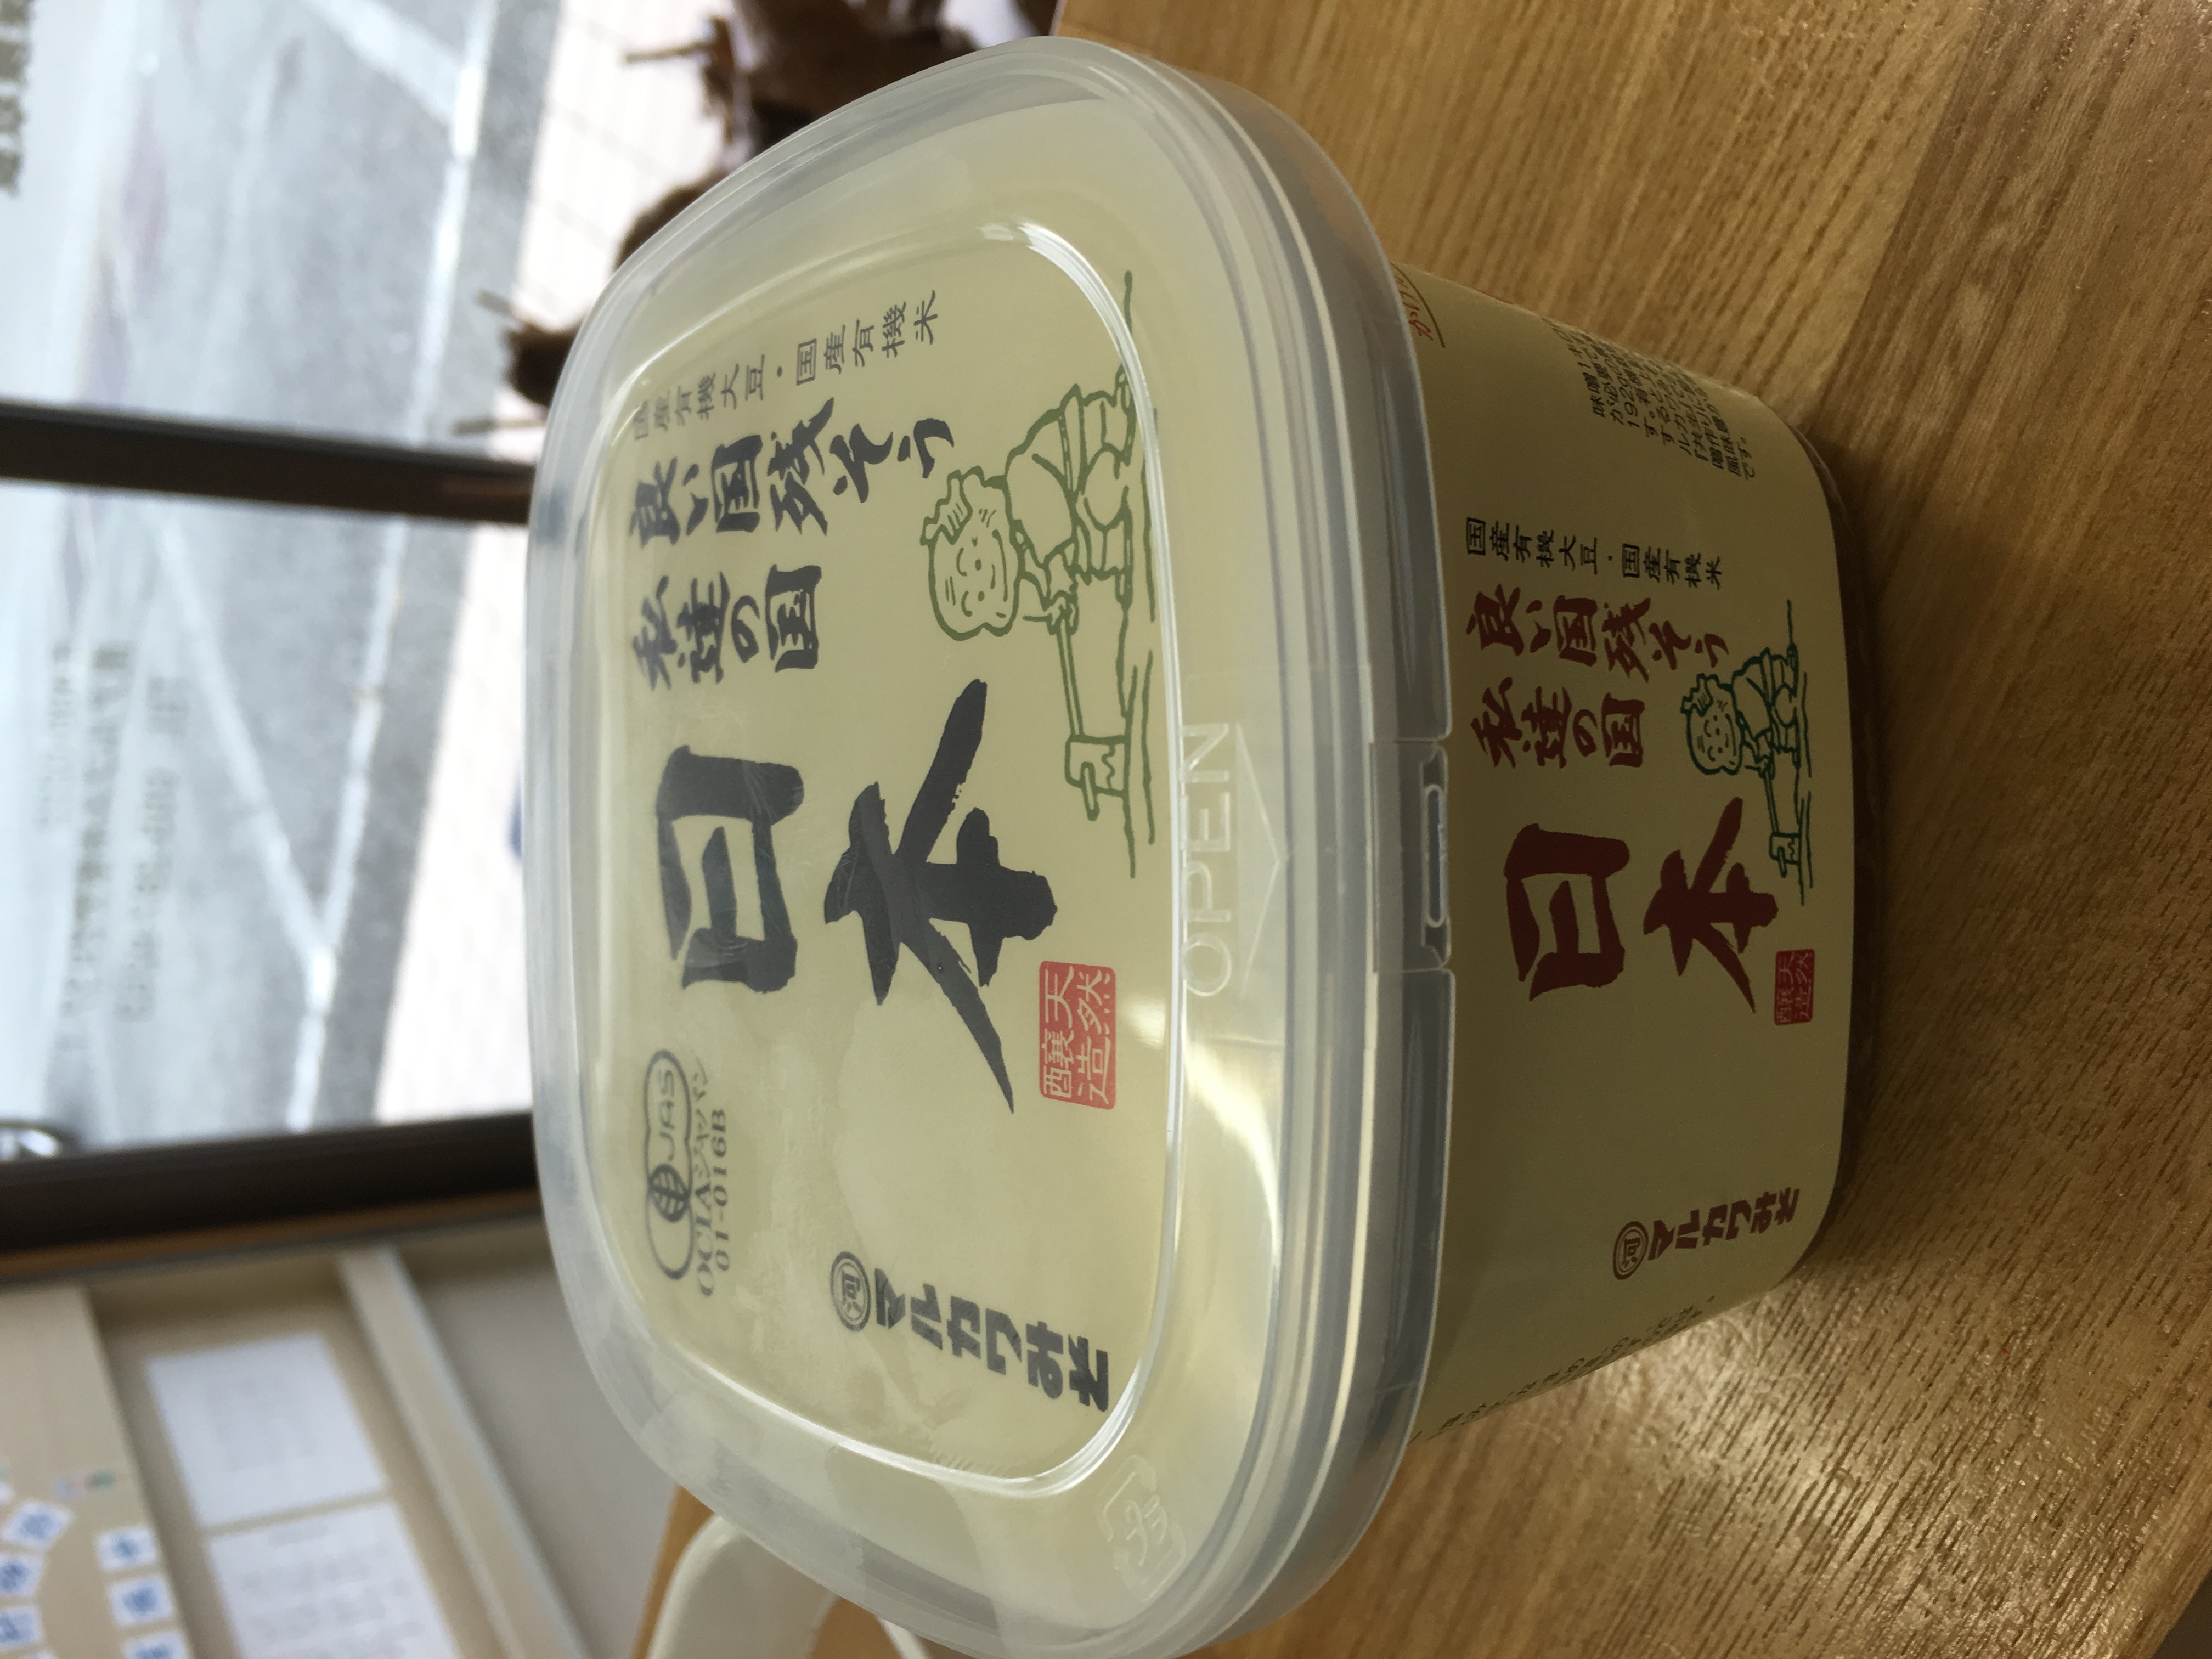 国産有機大豆・国産有機米
良い国残そう
私達の国
日本
天然
醸造
JAS
OCIAジャパン
01-016B
河
マルカワみそ
OPEN
プラ
国産有機大豆・国産有機米
良い国残そう
私達の国
日本
天然
醸造
河
マルカワみそ